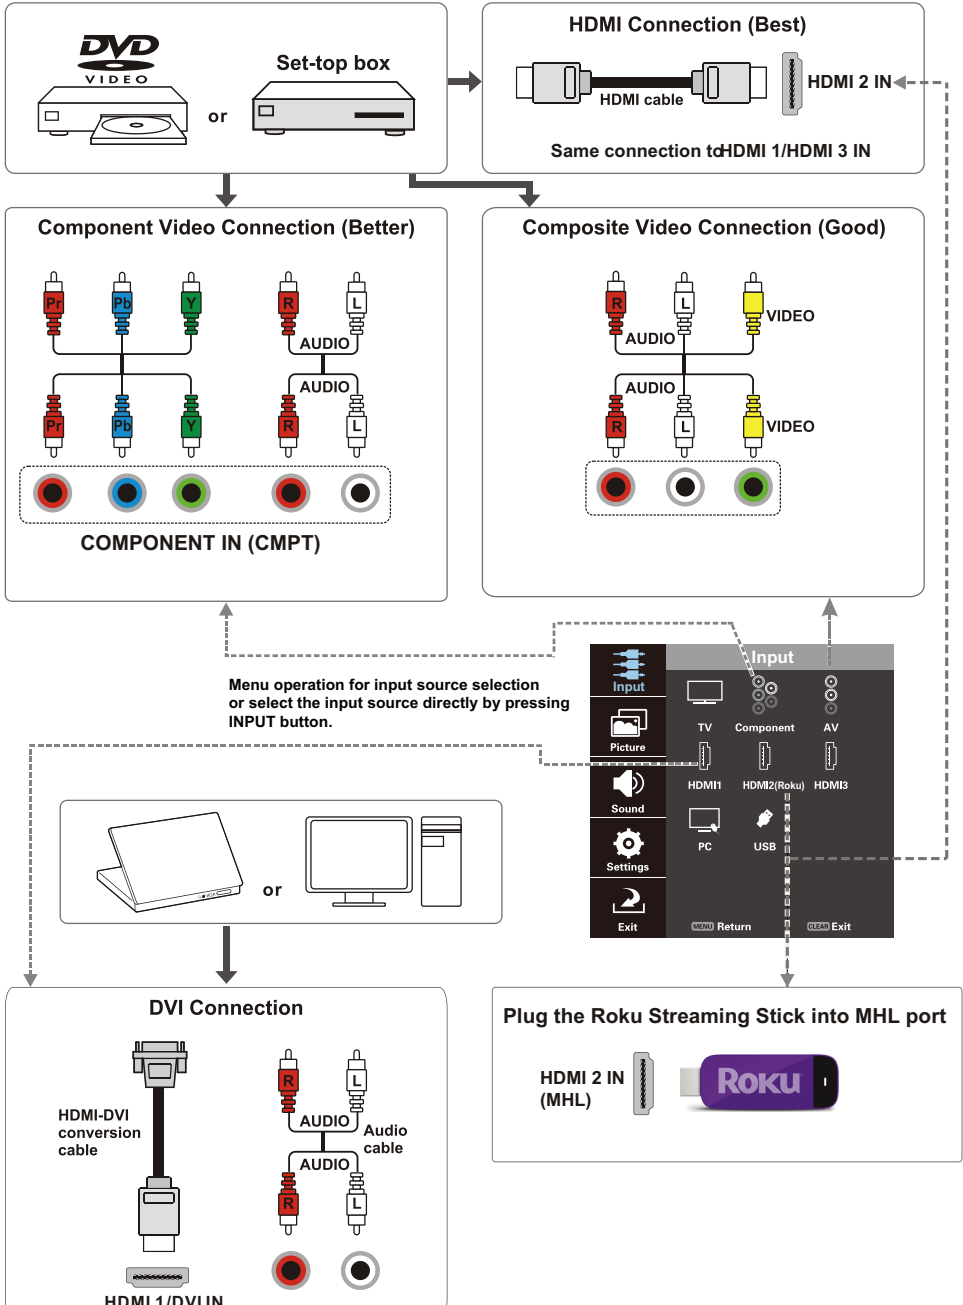 DVD
VIDEO
or
Set-top box
HDMI Connection (Best)
HDMI cable
HDMI 2 IN
Same connection to HDMI 1/HDMI 3 IN
Component Video Connection (Better)
Pr Pb Y R L
AUDIO
AUDIO
Pr Pb Y R L
COMPONENT IN (CMPT)
Composite Video Connection (Good)
R L VIDEO
AUDIO
AUDIO
R L VIDEO
Menu operation for input source selection
or select the input source directly by pressing
INPUT button.
Input
Input
Picture
Sound
Settings
Exit
TV Component AV
HDMI1 HDMI2(Roku) HDMI3
PC USB
MENU Return CLEAR Exit
or
DVI Connection
HDMI-DVI
conversion
cable
R L
AUDIO
Audio
cable
AUDIO
R L
HDMI 1/DVI IN
Plug the Roku Streaming Stick into MHL port
HDMI 2 IN
(MHL)
ROKU